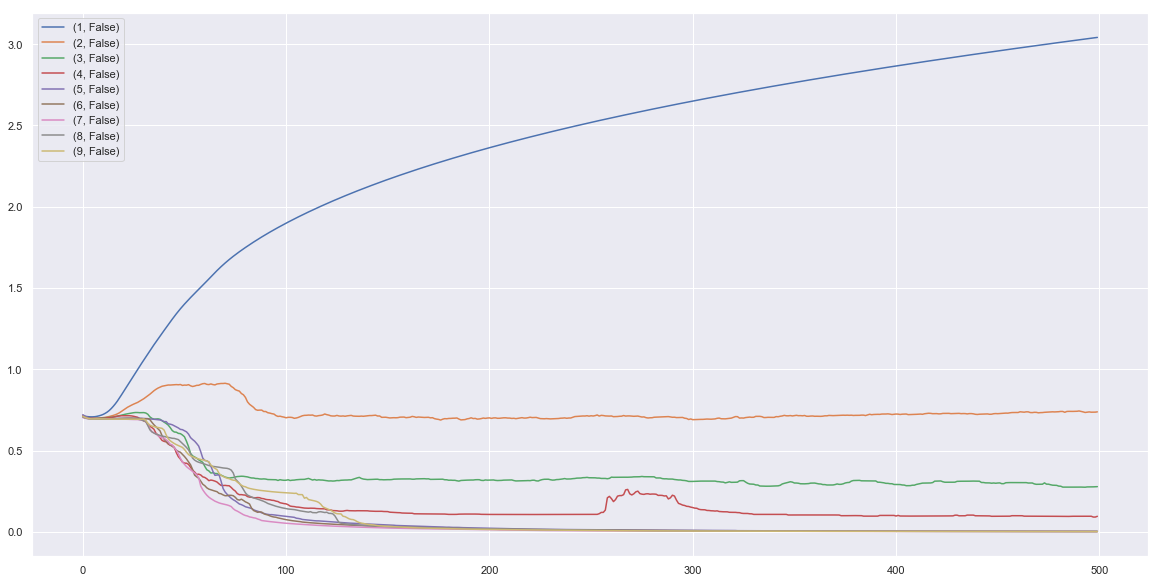 (1, False)
(2, False)
(3, False)
(4, False)
(5, False)
(6, False)
(7, False)
(8, False)
(9, False)
3.0
2.5
2.0
1.5
1.0
0.5
0.0
0 100 200 300 400 500